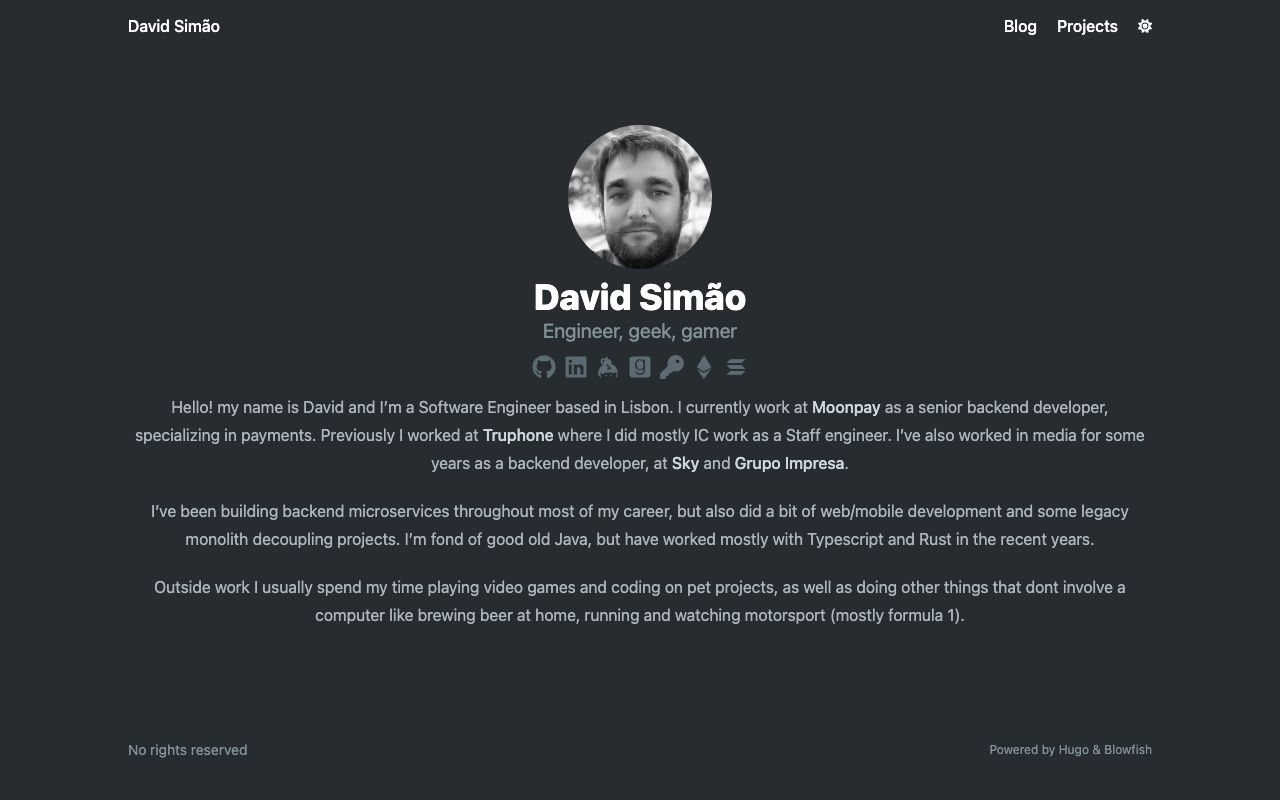 David Simão
Blog
Projects
David Simão
Engineer, geek, gamer
Hello! my name is David and I’m a Software Engineer based in Lisbon. I currently work at Moonpay as a senior backend developer,
specializing in payments. Previously I worked at Truphone where I did mostly IC work as a Staff engineer. I’ve also worked in media for some
years as a backend developer, at Sky and Grupo Impresa.
I’ve been building backend microservices throughout most of my career, but also did a bit of web/mobile development and some legacy
monolith decoupling projects. I’m fond of good old Java, but have worked mostly with Typescript and Rust in the recent years.
Outside work I usually spend my time playing video games and coding on pet projects, as well as doing other things that dont involve a
computer like brewing beer at home, running and watching motorsport (mostly formula 1).
No rights reserved
Powered by Hugo & Blowfish